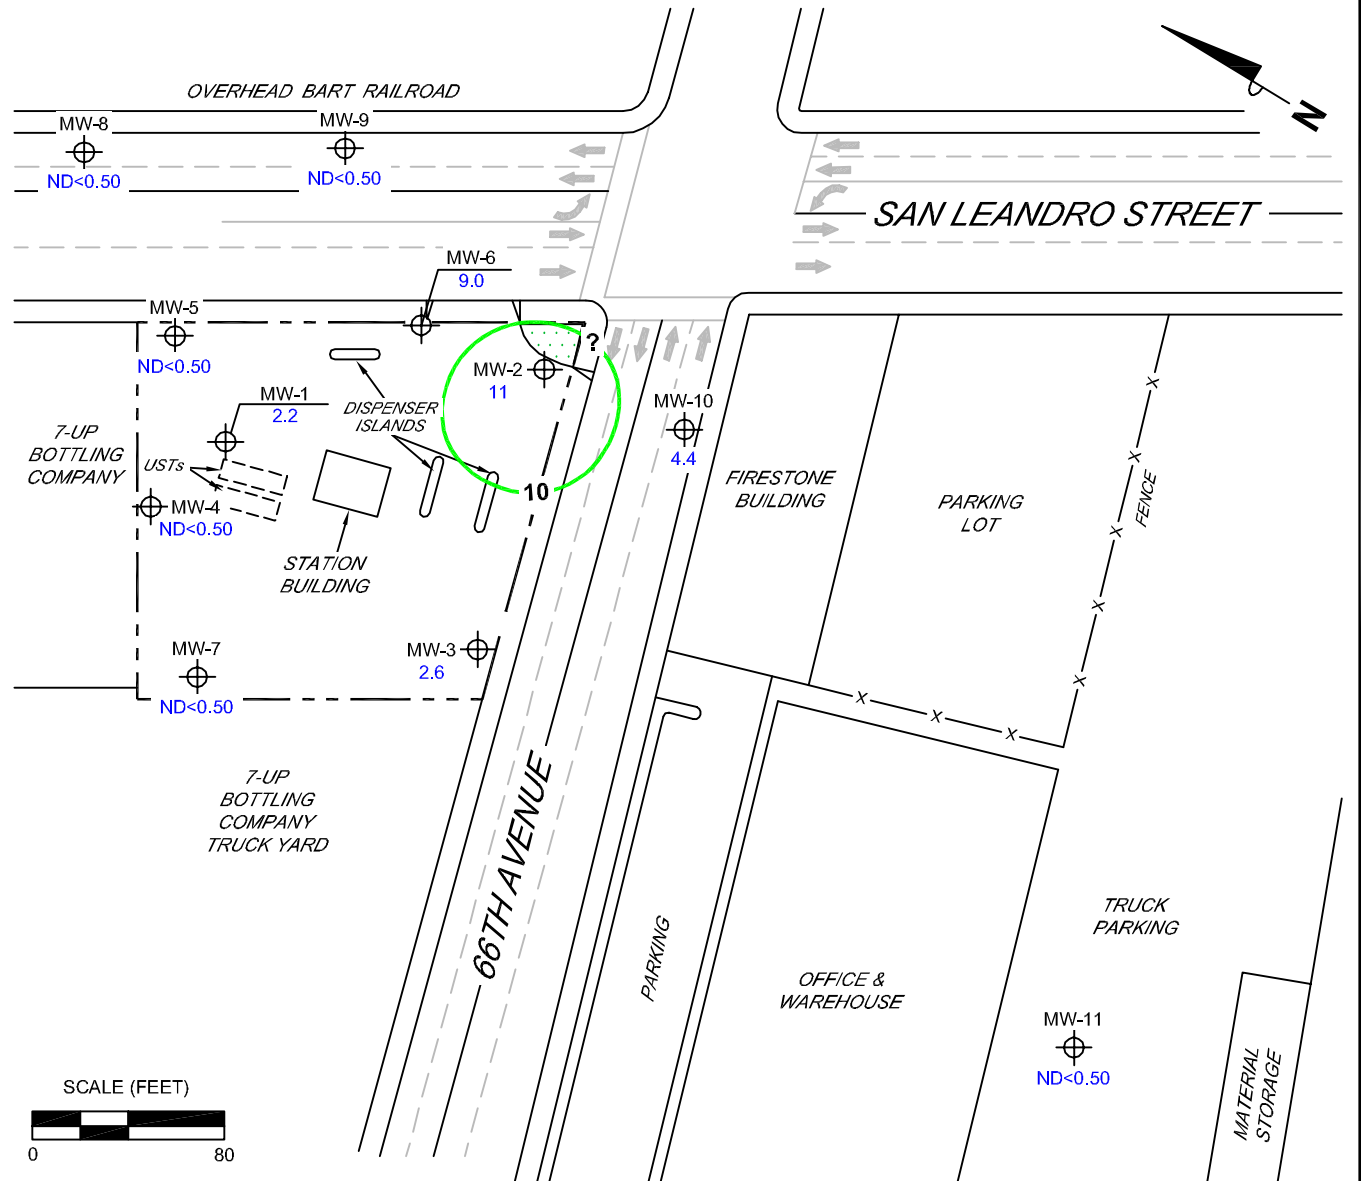 OVERHEAD BART RAILROAD
N
MW-8
ND<0.50
MW-9
ND<0.50
SAN LEANDRO STREET
MW-6
9.0
MW-5
ND<0.50
?
MW-2
11
MW-1
2.2
DISPENSER
ISLANDS
MW-10
4.4
7-UP
BOTTLING
COMPANY
USTs
MW-4
ND<0.50
10
FIRESTONE
BUILDING
PARKING
LOT
X
X
X
X
X
FENCE
STATION
BUILDING
MW-7
ND<0.50
MW-3
2.6
X
X
X
7-UP
BOTTLING
COMPANY
TRUCK YARD
66TH AVENUE
PARKING
OFFICE &
WAREHOUSE
TRUCK
PARKING
MW-11
ND<0.50
MATERIAL
STORAGE
SCALE (FEET)
0 80